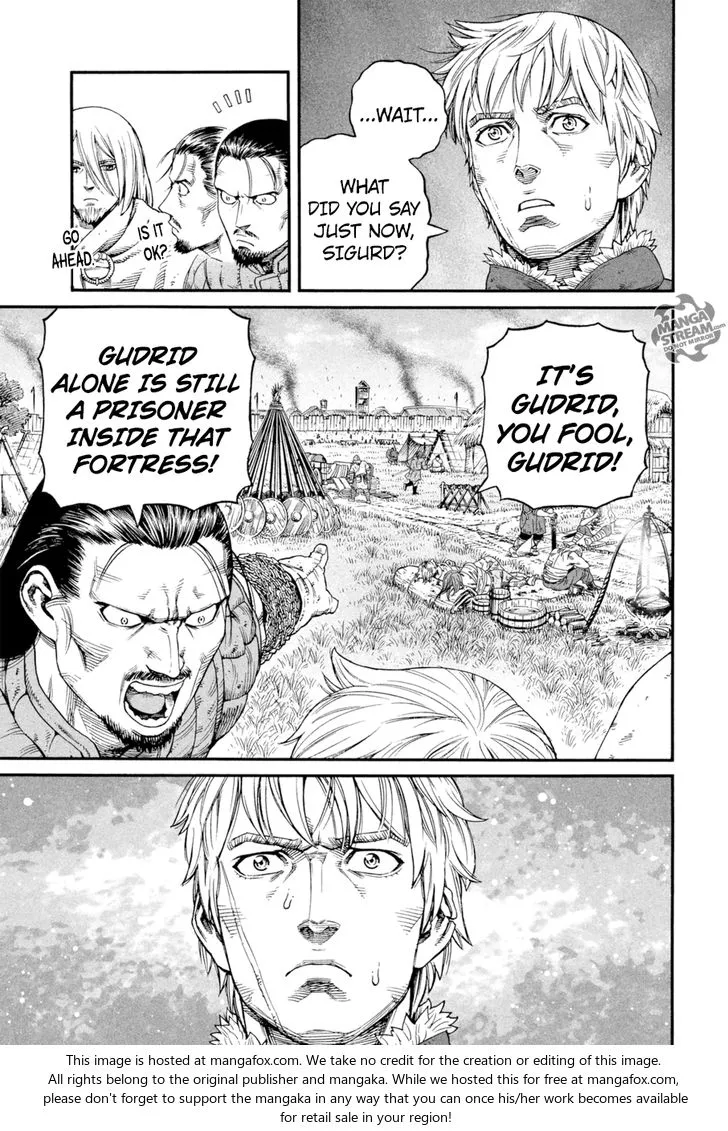 ...WAIT.
WHAT
DID YOU SAY
JUST NOW,
SIGURD?
IS IT
OK?
GO
AHEAD.
MANGA
STREAM.com
DO NOT MIRROR
IT'S
GUDRID,
YOU FOOL,
GUDRID!
GUDRID
ALONE IS STILL
A PRISONER
INSIDE THAT
FORTRESS!
This image is hosted at mangafox.com. We take no credit for the creation or editing of this image.
All rights belong to the original publisher and mangaka. While we hosted this for free at mangafox.com,
please don't forget to support the mangaka in any way that you can once his/her work becomes available
for retail sale in your region!